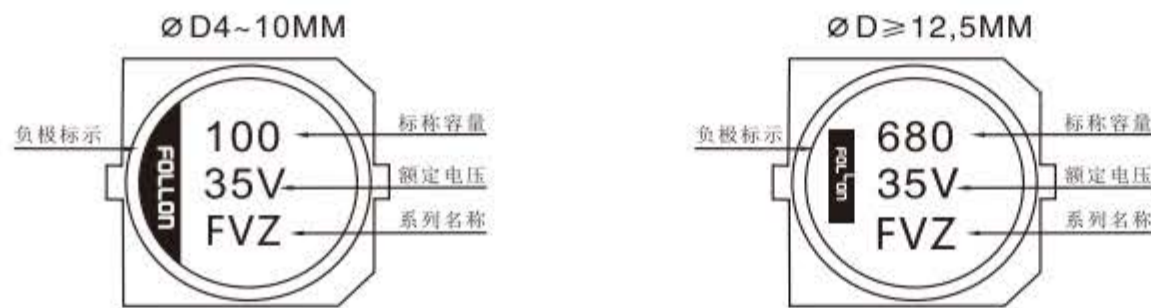 ØD4~10MM
负极标示
FOLLON
100
35V
FVZ
标称容量
额定电压
系列名称
ØD≥12,5MM
负极标示
FOLLON
680
35V
FVZ
标称容量
额定电压
系列名称